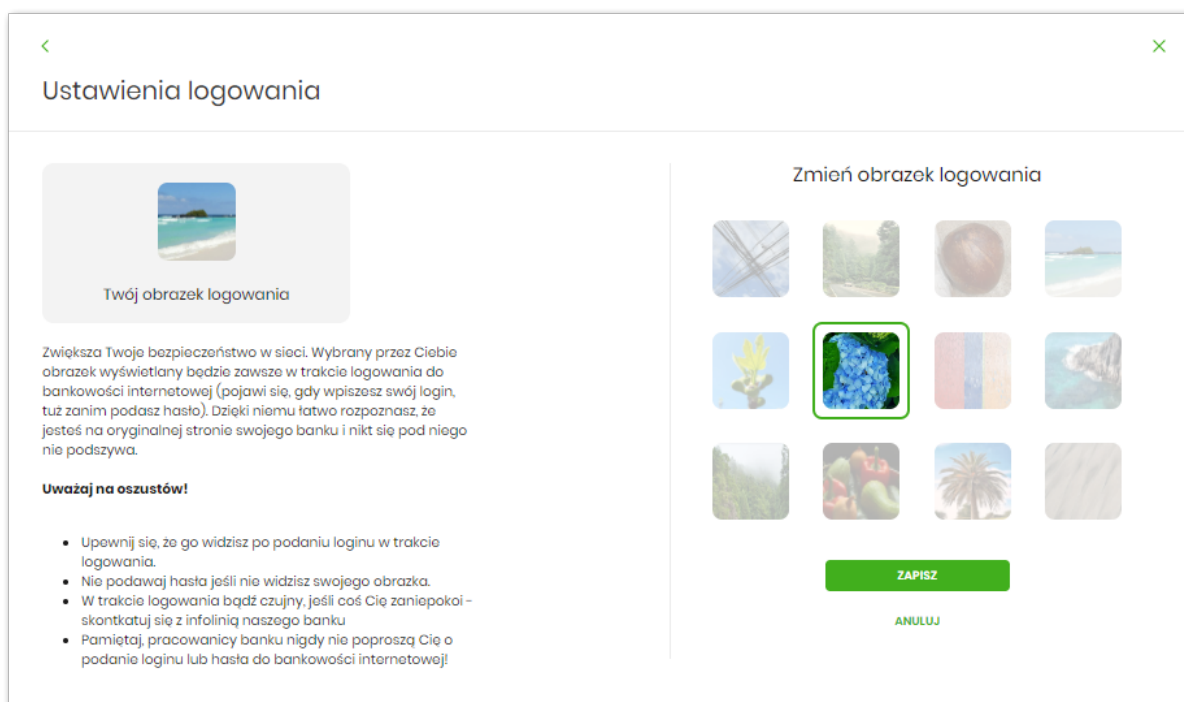 Ustawienia logowania
Twój obrazek logowania
Zwiększa Twoje bezpieczeństwo w sieci. Wybrany przez Ciebie
obrazek wyświetlany będzie zawsze w trakcie logowania do
bankowości internetowej (pojawi się, gdy wpiszesz swój login,
tuż zanim podasz hasło). Dzięki niemu łatwo rozpoznasz, że
jesteś na oryginalnej stronie swojego banku i nikt się pod niego
nie podszywa.
Uważaj na oszustów!
• Upewnij się, że go widzisz po podaniu loginu w trakcie
logowania.
• Nie podawaj hasła jeśli nie widzisz swojego obrazka.
• W trakcie logowania bądź czujny, jeśli coś Cię zaniepokoi -
skontkatuj się z infolinią naszego banku
• Pamiętaj, pracowanicy banku nigdy nie poproszą Cię o
podanie loginu lub hasła do bankowości internetowej!
Zmień obrazek logowania
ZAPISZ
ANULUJ